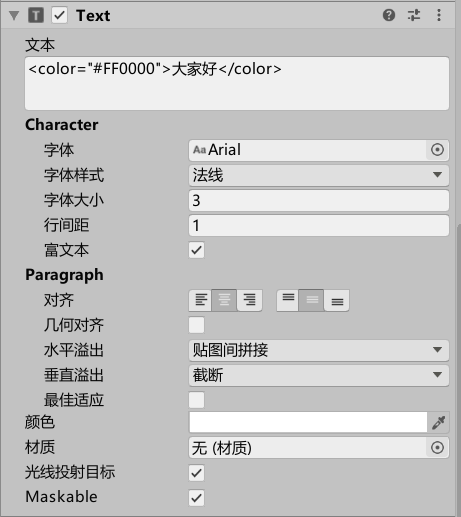 Text
文本
<color="#FF0000">大家好</color>
Character
字体 Aa Arial
字体样式 法线
字体大小 3
行间距 1
富文本
Paragraph
对齐
几何对齐
水平溢出 贴图间拼接
垂直溢出 截断
最佳适应
颜色
材质 无 (材质)
光线投射目标
Maskable